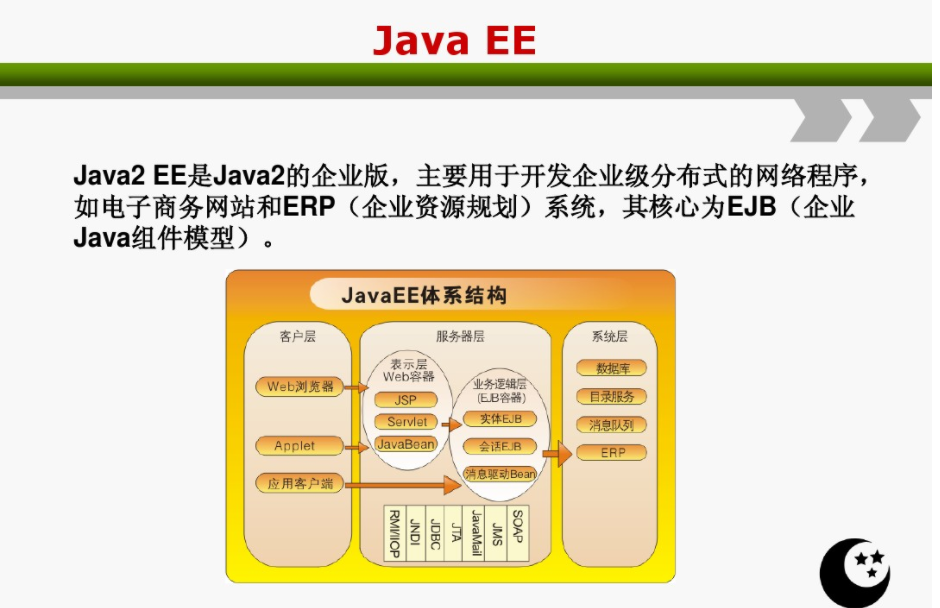 Java EE
Java2 EE是Java2的企业版，主要用于开发企业级分布式的网络程序，
如电子商务网站和ERP（企业资源规划）系统，其核心为EJB（企业
Java组件模型）。
JavaEE体系结构
客户层
Web浏览器
Applet
应用客户端
服务器层
表示层
Web容器
JSP
Servlet
JavaBean
业务逻辑层
(EJB容器)
实体EJB
会话EJB
消息驱动Bean
RMI/IIOP
JNDI
JDBC
JTA
JavaMail
JMS
SOAP
系统层
数据库
目录服务
消息队列
ERP